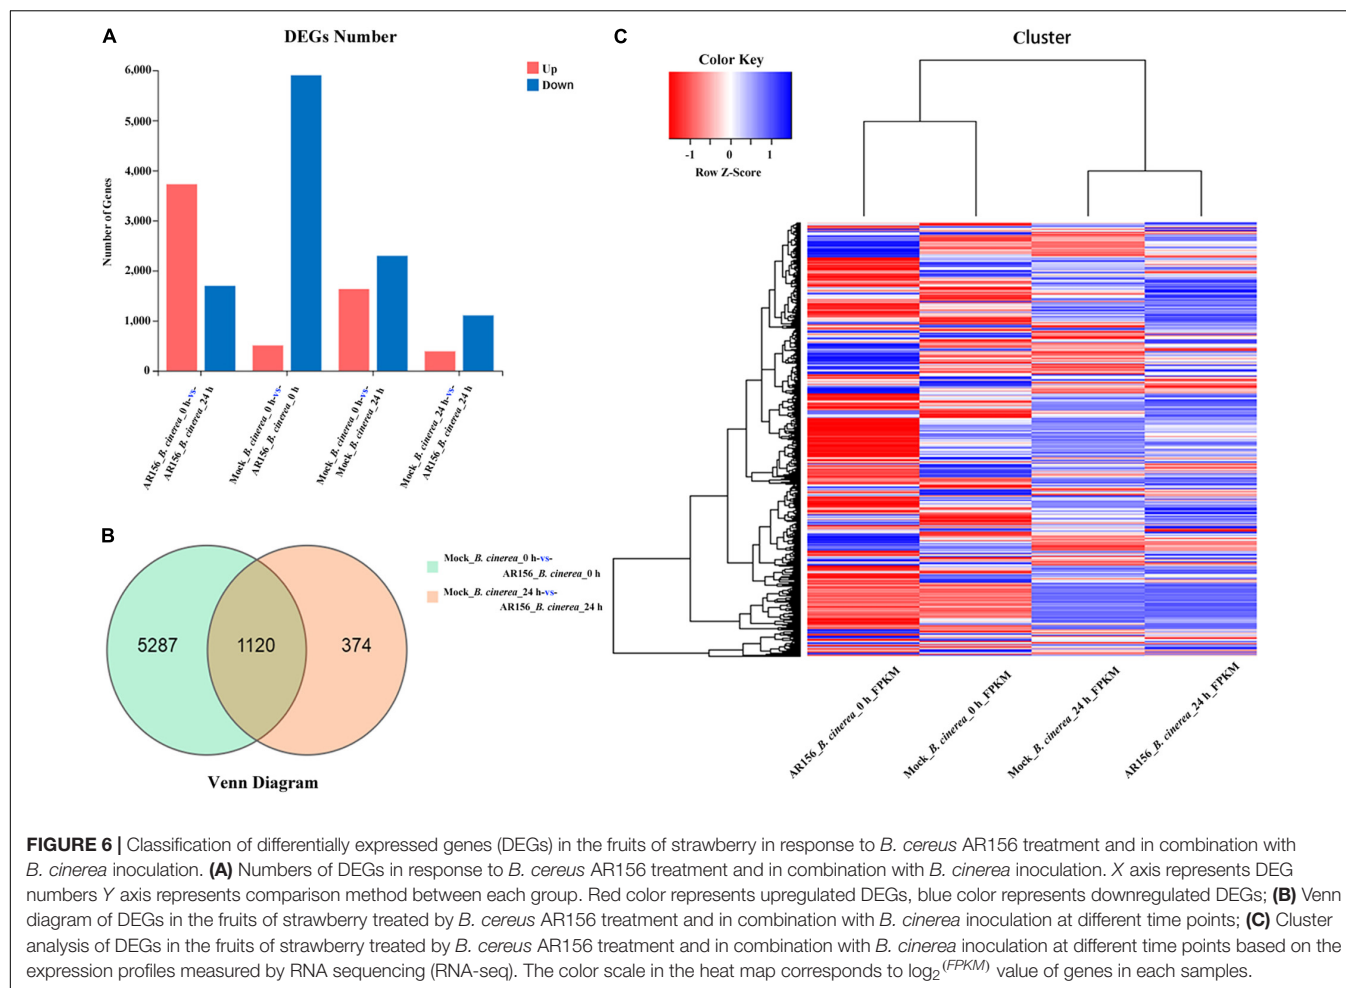 A
DEGs Number
Up
Down
Number of Genes
6,000
5,000
4,000
3,000
2,000
1,000
0
AR156_B. cinerea_0 h-vs-
AR156_B. cinerea_24 h
Mock_B. cinerea_0 h-vs-
AR156_B. cinerea_0 h
Mock_B. cinerea_0 h-vs-
Mock_B. cinerea_24 h
Mock_B. cinerea_24 h-vs-
AR156_B. cinerea_24 h
B
5287
1120
374
Mock_B. cinerea_0 h-vs-
AR156_B. cinerea_0 h
Mock_B. cinerea_24 h-vs-
AR156_B. cinerea_24 h
Venn Diagram
C
Cluster
Color Key
-1 0 1
Row Z-Score
AR156_B. cinerea_0 h_FPKM
Mock_B. cinerea_0 h_FPKM
Mock_B. cinerea_24 h_FPKM
AR156_B. cinerea_24 h_FPKM
FIGURE 6 | Classification of differentially expressed genes (DEGs) in the fruits of strawberry in response to B. cereus AR156 treatment and in combination with
B. cinerea inoculation. (A) Numbers of DEGs in response to B. cereus AR156 treatment and in combination with B. cinerea inoculation. X axis represents DEG
numbers Y axis represents comparison method between each group. Red color represents upregulated DEGs, blue color represents downregulated DEGs; (B) Venn
diagram of DEGs in the fruits of strawberry treated by B. cereus AR156 treatment and in combination with B. cinerea inoculation at different time points; (C) Cluster
analysis of DEGs in the fruits of strawberry treated by B. cereus AR156 treatment and in combination with B. cinerea inoculation at different time points based on the
expression profiles measured by RNA sequencing (RNA-seq). The color scale in the heat map corresponds to log₂⁽FPKM⁾ value of genes in each samples.